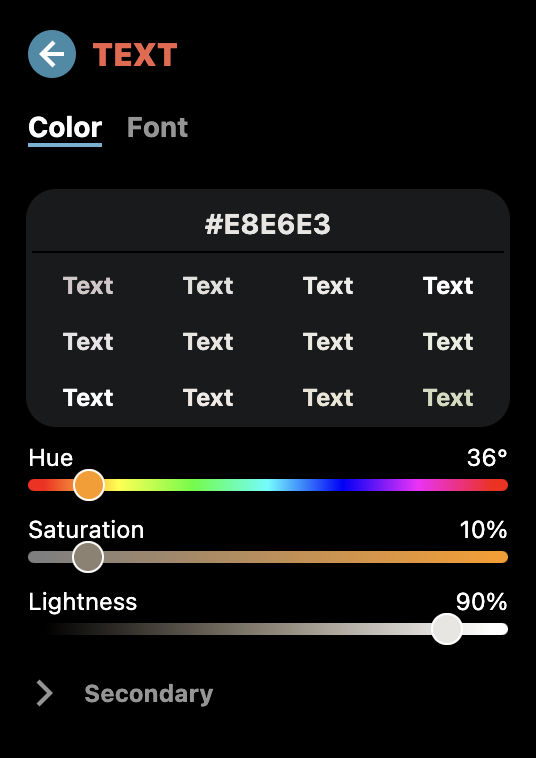 TEXT
Color Font
#E8E6E3
Text Text Text Text
Text Text Text Text
Text Text Text Text
Hue 36°
Saturation 10%
Lightness 90%
Secondary